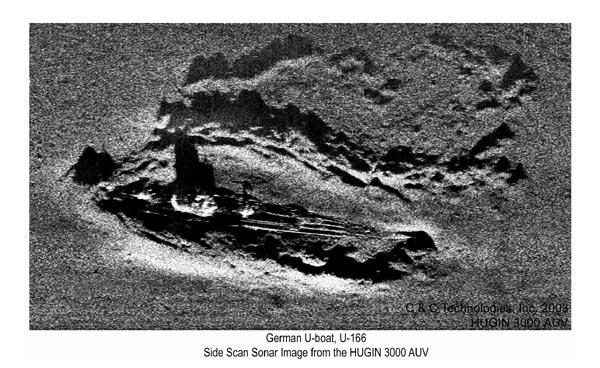 C & C Technologies, Inc. 2003
HUGIN 3000 AUV
German U-boat, U-166
Side Scan Sonar Image from the HUGIN 3000 AUV